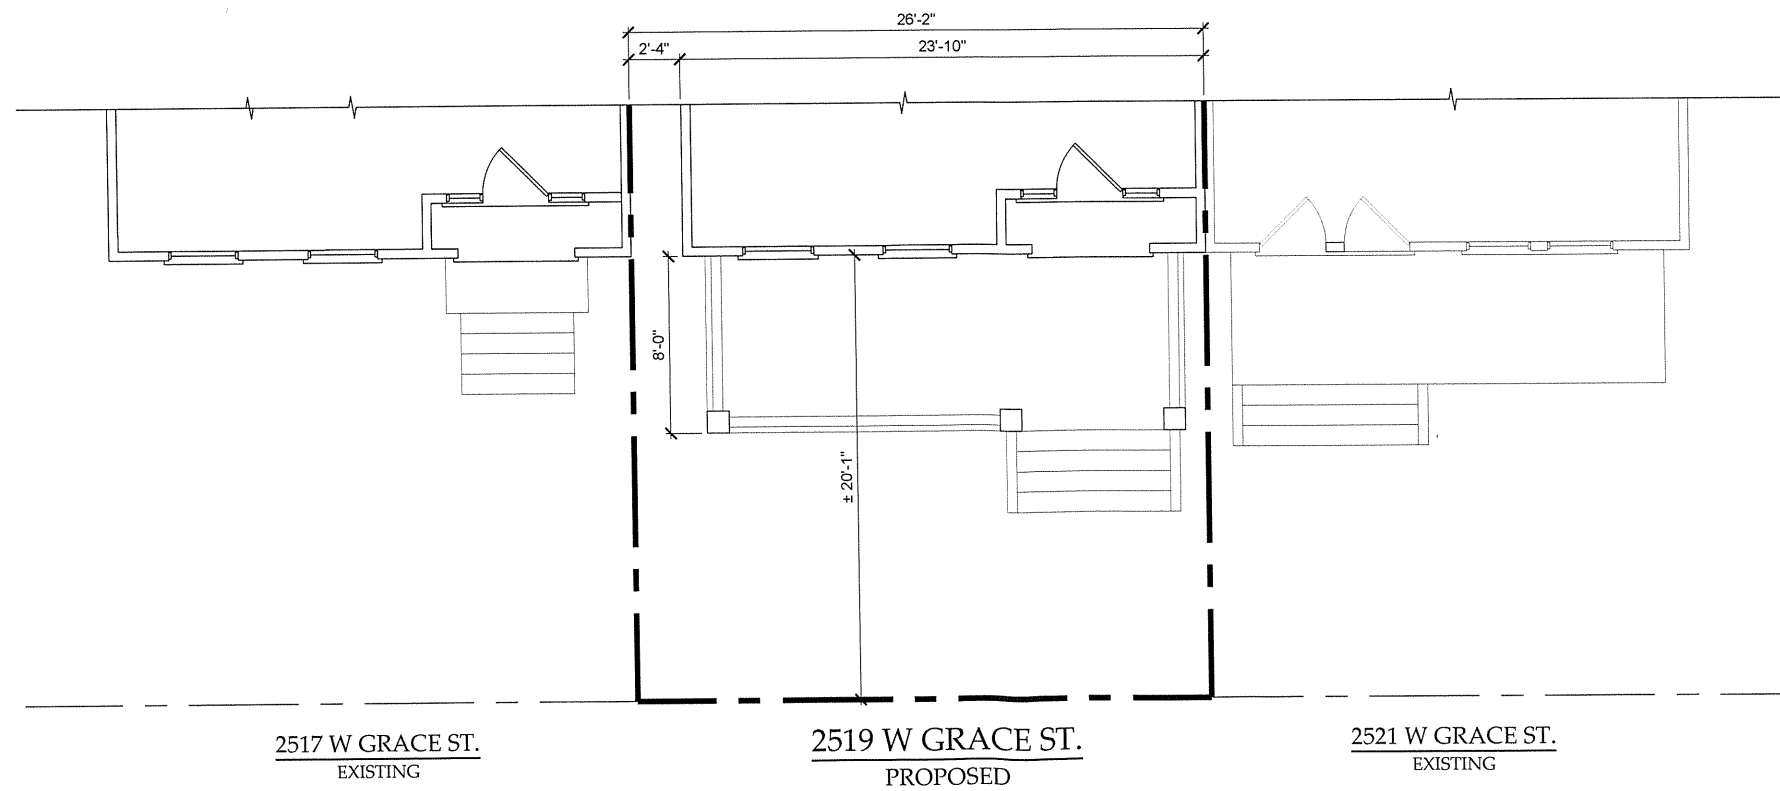 26'-2"
2'-4"
23'-10"
8'-0"
± 20'-1"
2517 W GRACE ST.
EXISTING
2519 W GRACE ST.
PROPOSED
2521 W GRACE ST.
EXISTING